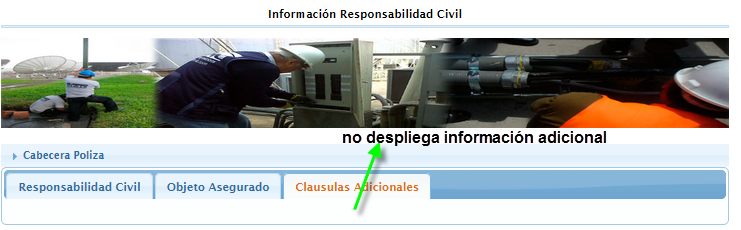 Información Responsabilidad Civil
no despliega información adicional
Cabecera Poliza
Responsabilidad Civil
Objeto Asegurado
Clausulas Adicionales